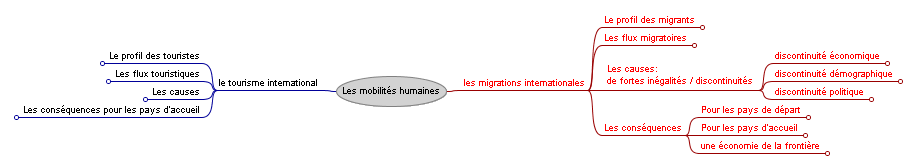 Les mobilités humaines
le tourisme international
Le profil des touristes
Les flux touristiques
Les causes
Les conséquences pour les pays d'accueil
les migrations internationales
Le profil des migrants
Les flux migratoires
Les causes:
de fortes inégalités / discontinuités
discontinuité économique
discontinuité démographique
discontinuité politique
Les conséquences
Pour les pays de départ
Pour les pays d'accueil
une économie de la frontière